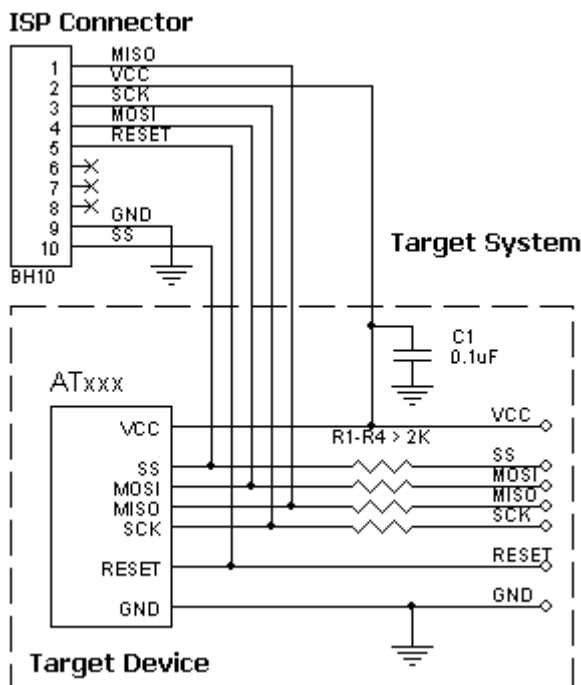 ISP Connector
1 MISO
2 VCC
3 SCK
4 MOSI
5 RESET
6
7
8
9 GND
10 SS
BH10
Target System
C1
0.1uF
ATxxx
VCC
VCC
R1-R4 > 2K
SS
SS
MOSI
MOSI
MISO
MISO
SCK
SCK
RESET
RESET
GND
GND
Target Device